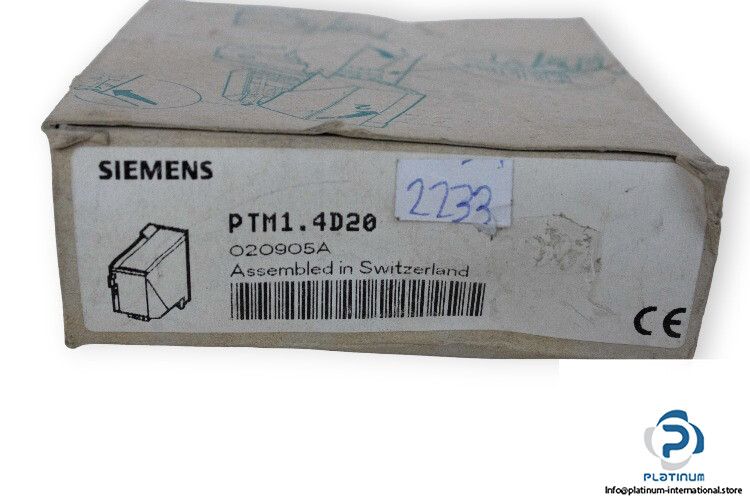 SIEMENS
2233
PTM1.4D20
020905A
Assembled in Switzerland
CE
PLATINUM
Info@platinum-international.store